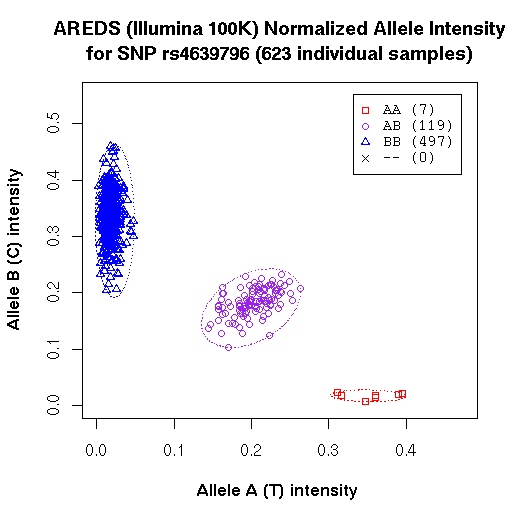 AREDS (Illumina 100K) Normalized Allele Intensity
for SNP rs4639796 (623 individual samples)
AA (7)
AB (119)
BB (497)
-- (0)
Allele B (C) intensity
0.5
0.4
0.3
0.2
0.1
0.0
0.0 0.1 0.2 0.3 0.4
Allele A (T) intensity